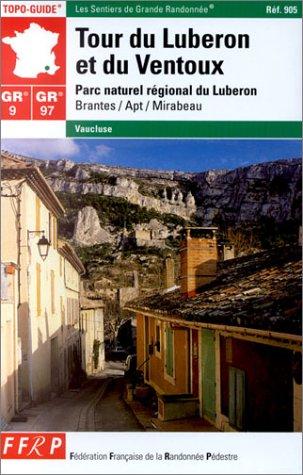 TOPO-GUIDE®
Les Sentiers de Grande Randonnée®
Réf. 905
Tour du Luberon
et du Ventoux
Parc naturel régional du Luberon
Brantes / Apt / Mirabeau
GR® 9
GR® 97
Vaucluse
FFRP
Fédération Française de la Randonnée Pédestre